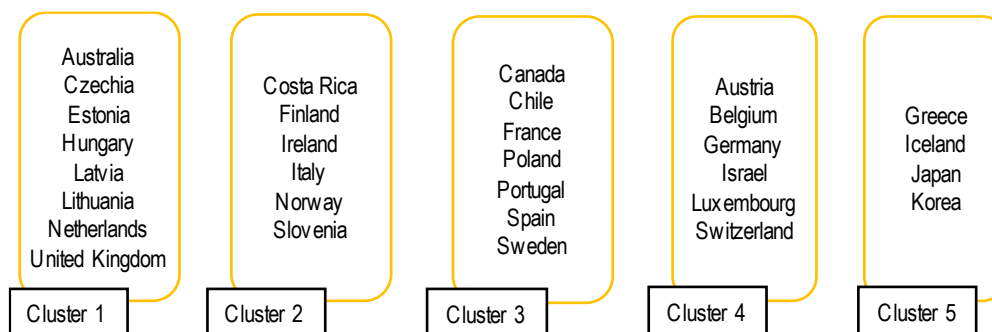 Australia
Czechia
Estonia
Hungary
Latvia
Lithuania
Netherlands
United Kingdom
Cluster 1
Costa Rica
Finland
Ireland
Italy
Norway
Slovenia
Cluster 2
Canada
Chile
France
Poland
Portugal
Spain
Sweden
Cluster 3
Austria
Belgium
Germany
Israel
Luxembourg
Switzerland
Cluster 4
Greece
Iceland
Japan
Korea
Cluster 5